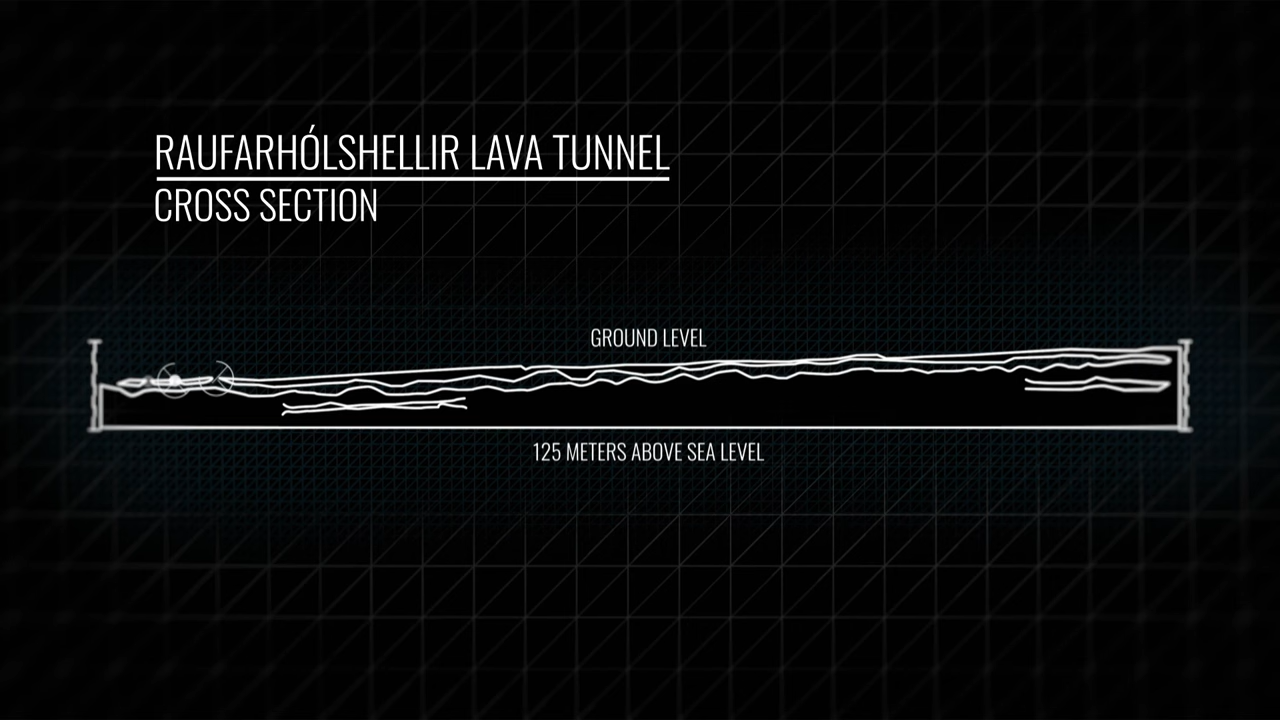 RAUFARHÓLSHELLIR LAVA TUNNEL
CROSS SECTION
GROUND LEVEL
125 METERS ABOVE SEA LEVEL